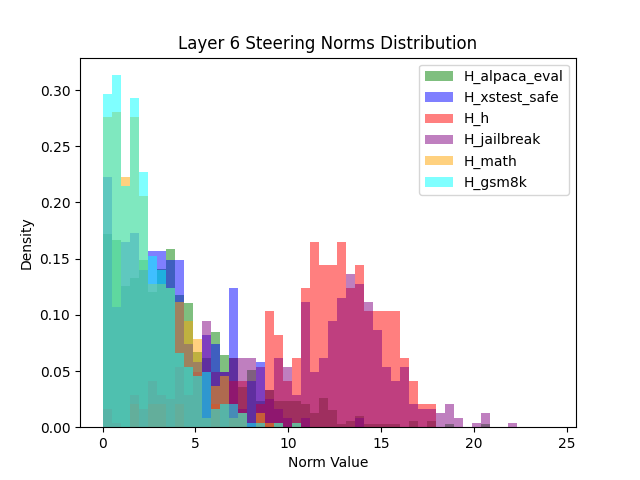 Layer 6 Steering Norms Distribution
H_alpaca_eval
H_xstest_safe
H_h
H_jailbreak
H_math
H_gsm8k
0.30
0.25
0.20
0.15
0.10
0.05
0.00
Density
0 5 10 15 20 25
Norm Value